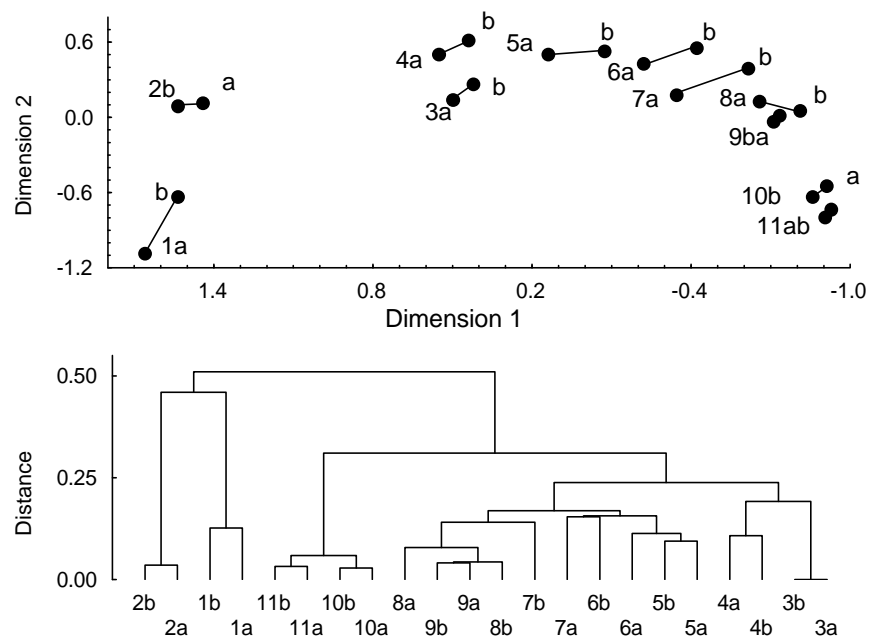 0.6
0.0
-0.6
-1.2
Dimension 2
2b a
b
1a
4a b
3a b
5a b
6a b
7a b
8a b
9ba
10b a
11ab
1.4 0.8 0.2 -0.4 -1.0
Dimension 1
0.50
0.25
0.00
Distance
2b 1b 11b 10b 8a 9a 7b 6b 5b 4a 3b
2a 1a 11a 10a 9b 8b 7a 6a 5a 4b 3a